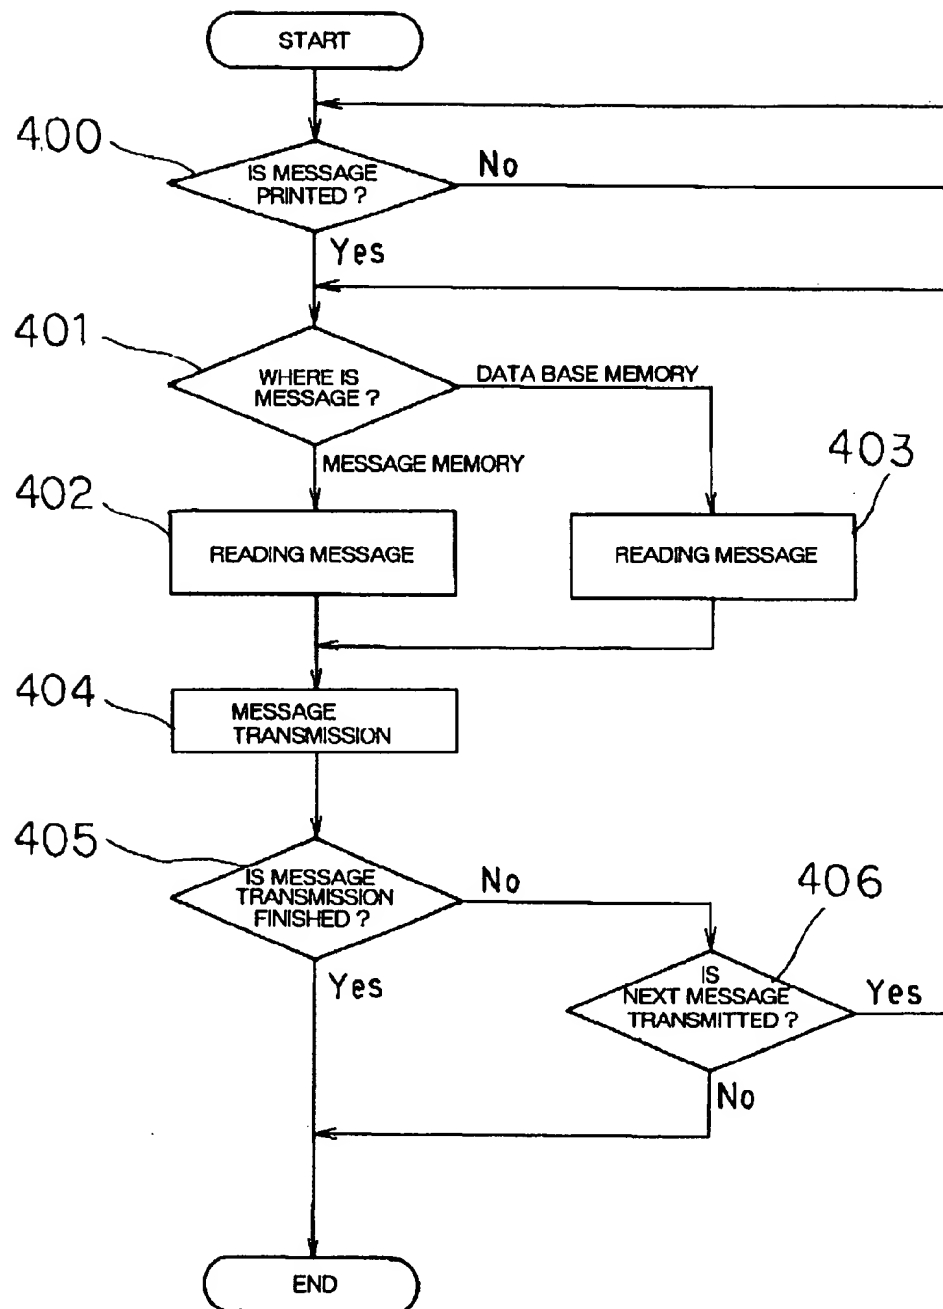 START
400
IS MESSAGE
PRINTED ?
No
Yes
401
WHERE IS
MESSAGE ?
DATA BASE MEMORY
MESSAGE MEMORY
402
READING MESSAGE
403
READING MESSAGE
404
MESSAGE
TRANSMISSION
405
IS MESSAGE
TRANSMISSION
FINISHED ?
No
Yes
406
IS
NEXT MESSAGE
TRANSMITTED ?
Yes
No
END